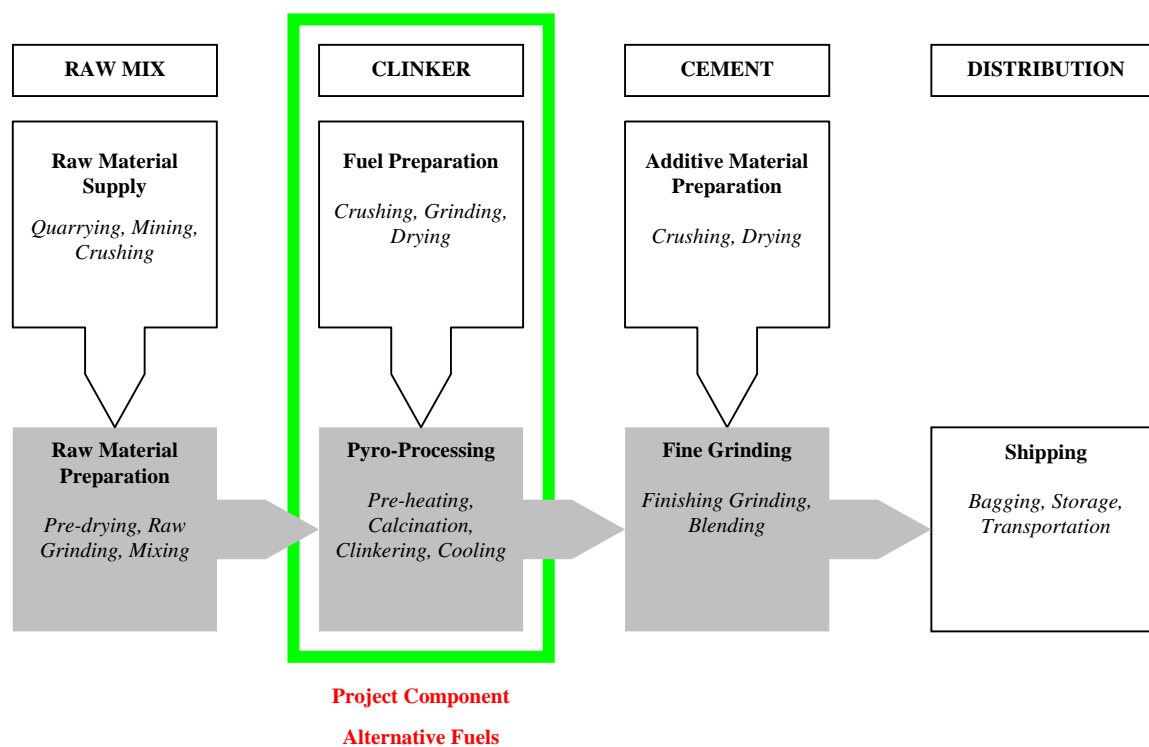 RAW MIX
CLINKER
CEMENT
DISTRIBUTION
Raw Material
Supply
Quarrying, Mining,
Crushing
Fuel Preparation
Crushing, Grinding,
Drying
Additive Material
Preparation
Crushing, Drying
Raw Material
Preparation
Pre-drying, Raw
Grinding, Mixing
Pyro-Processing
Pre-heating,
Calcination,
Clinkering, Cooling
Fine Grinding
Finishing Grinding,
Blending
Shipping
Bagging, Storage,
Transportation
Project Component
Alternative Fuels